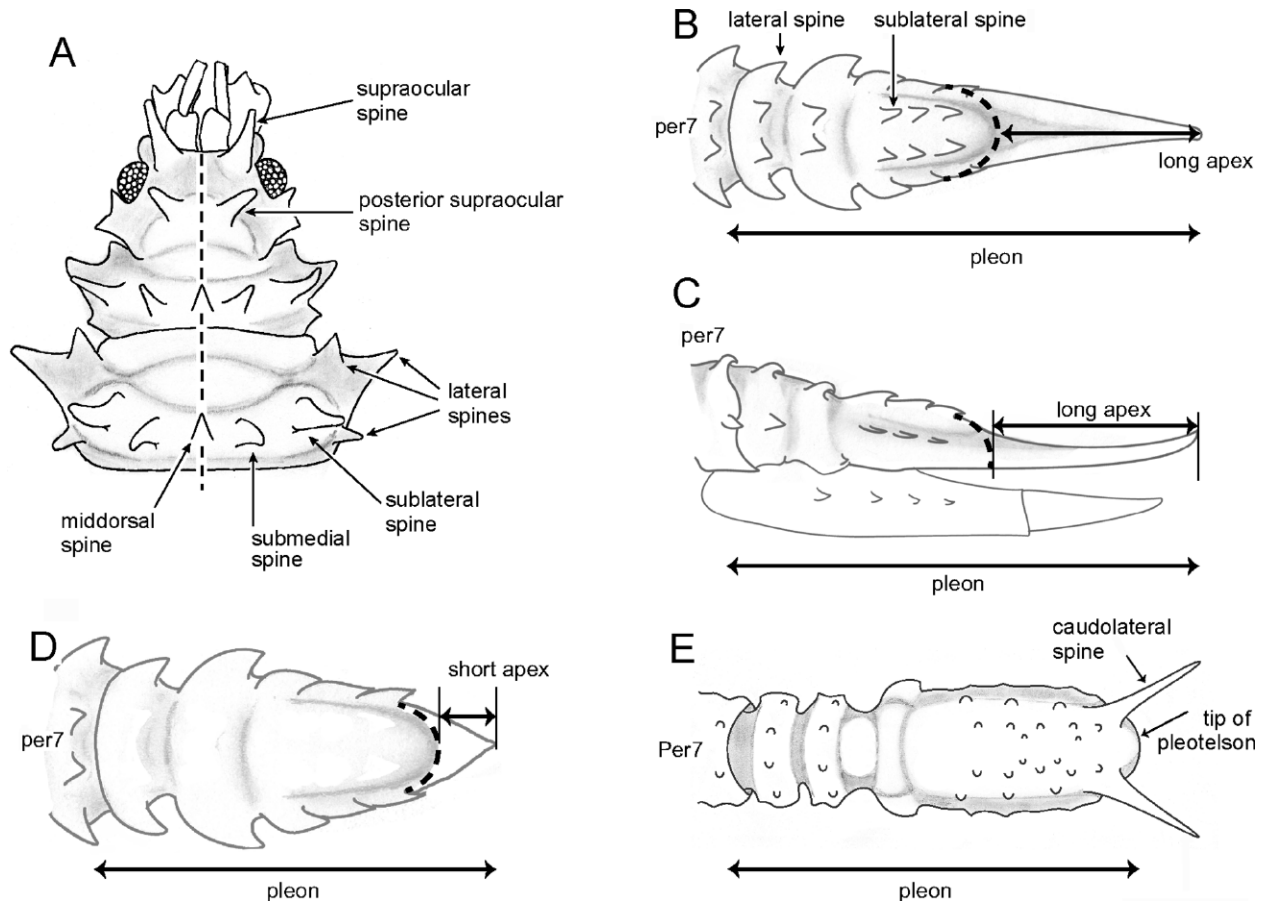 A
supraocular
spine
posterior supraocular
spine
lateral
spines
sublateral
spine
submedial
spine
middorsal
spine
B
lateral spine
sublateral spine
per7
long apex
pleon
C
per7
long apex
pleon
D
short apex
per7
pleon
E
caudolateral
spine
Per7
tip of
pleotelson
pleon